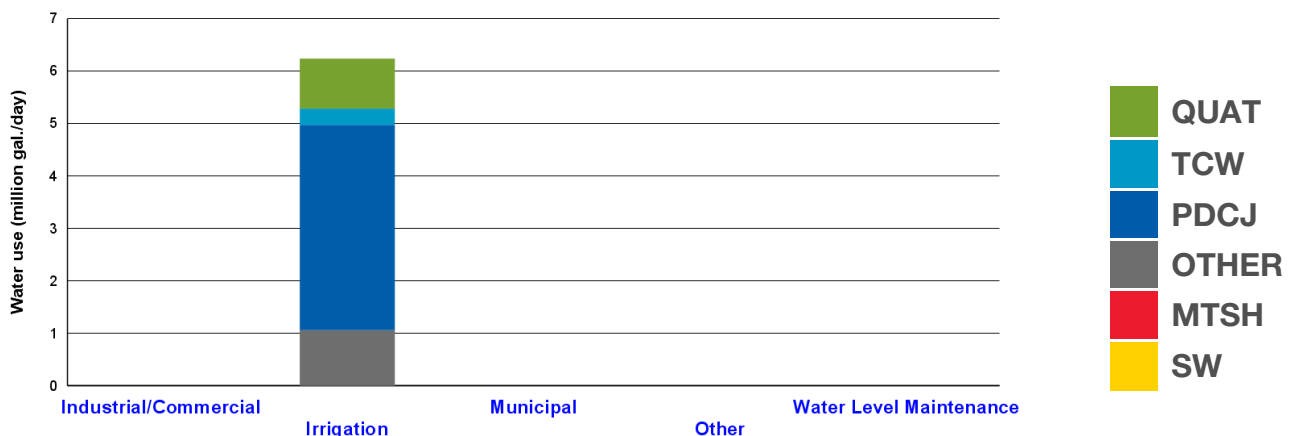 Water use (million gal./day)
7
6
5
4
3
2
1
0
Industrial/Commercial
Irrigation
Municipal
Other
Water Level Maintenance
QUAT
TCW
PDCJ
OTHER
MTSH
SW